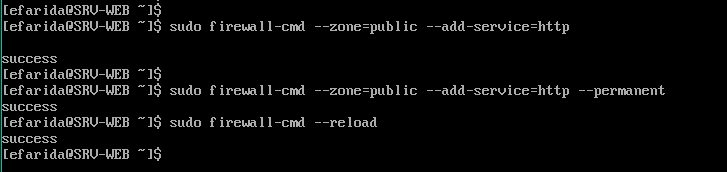 [efarida@SRV-WEB ~]$
[efarida@SRV-WEB ~]$ sudo firewall-cmd --zone=public --add-service=http
success
[efarida@SRV-WEB ~]$
[efarida@SRV-WEB ~]$ sudo firewall-cmd --zone=public --add-service=http --permanent
success
[efarida@SRV-WEB ~]$ sudo firewall-cmd --reload
success
[efarida@SRV-WEB ~]$